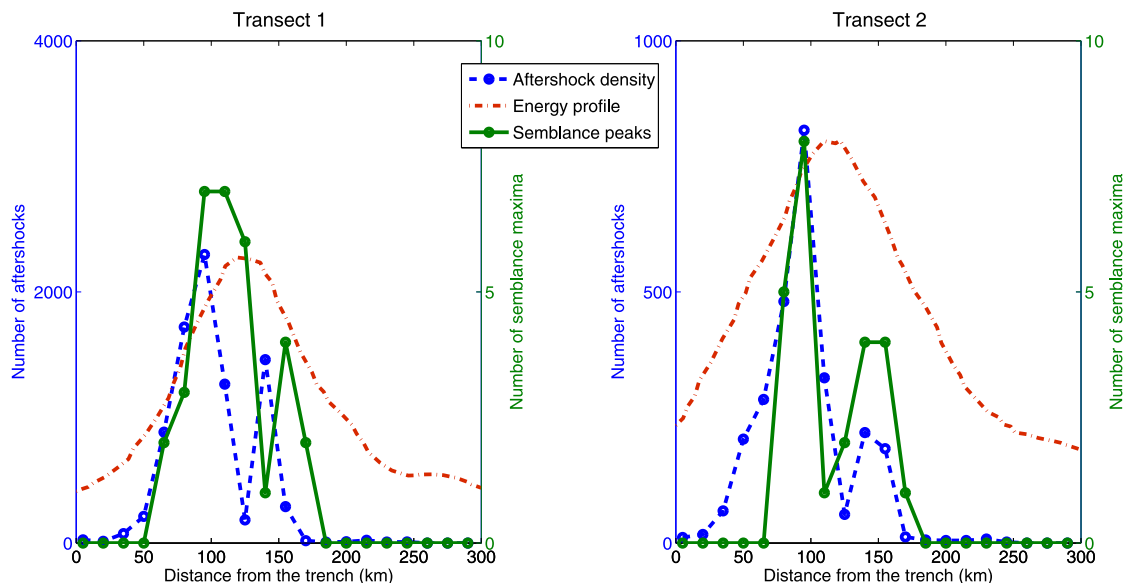 Transect 1
Transect 2
4000
2000
0
Number of aftershocks
10
5
0
Number of semblance maxima
0
50
100
150
200
250
300
Distance from the trench (km)
Aftershock density
Energy profile
Semblance peaks
1000
500
0
Number of aftershocks
10
5
0
Number of semblance maxima
0
50
100
150
200
250
300
Distance from the trench (km)